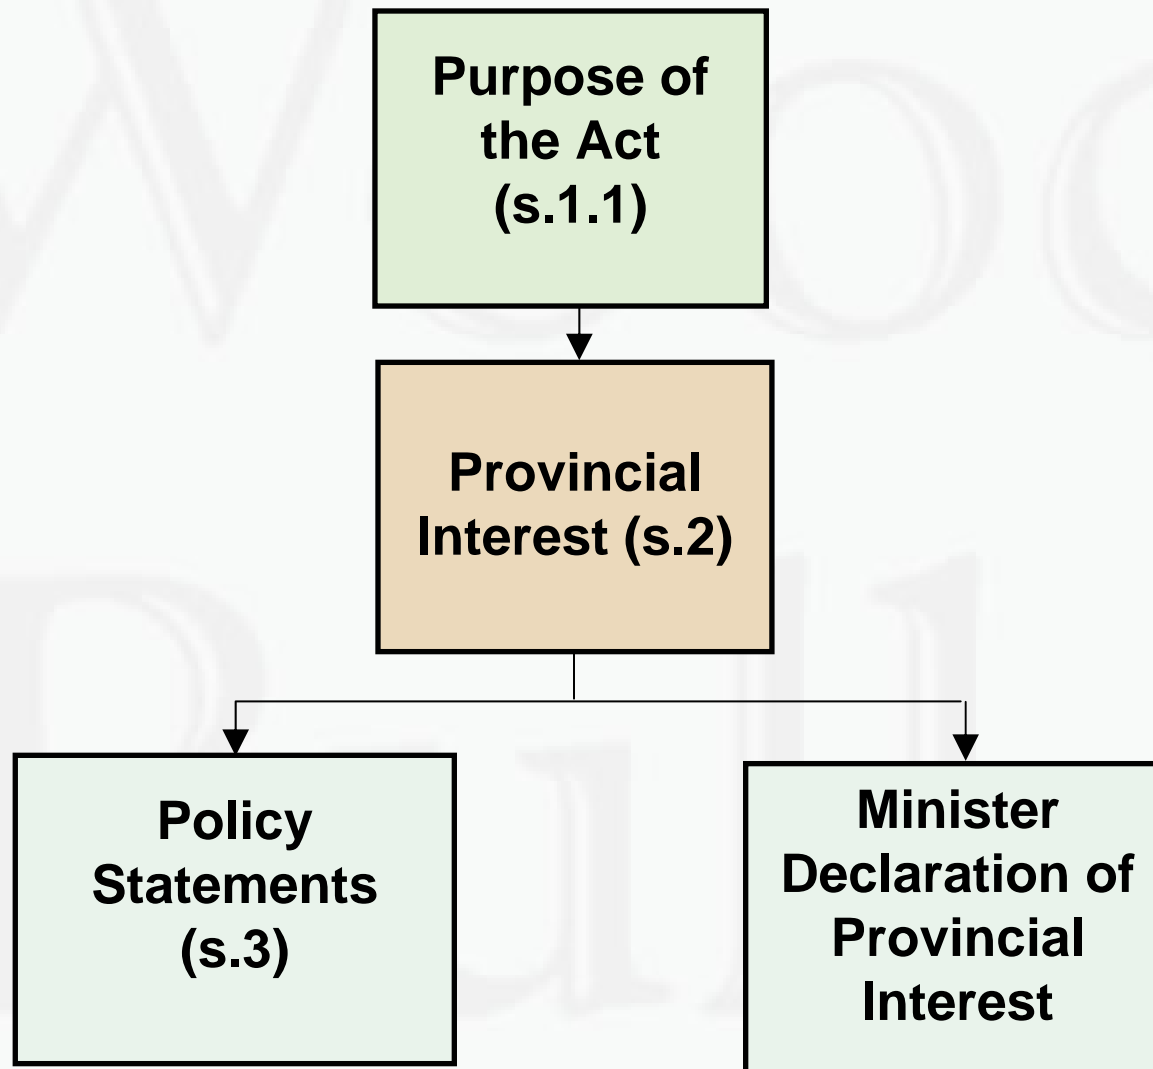 Purpose of
the Act
(s.1.1)
Provincial
Interest (s.2)
Policy
Statements
(s.3)
Minister
Declaration of
Provincial
Interest